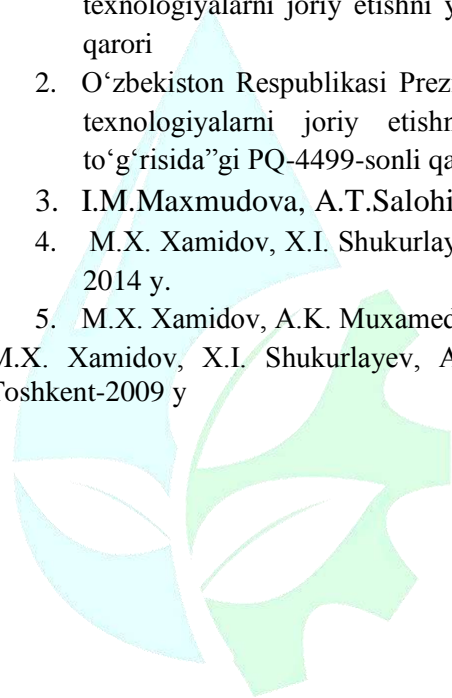 texnologiyalarni joriy etishni y
qarori
2. O‘zbekiston Respublikasi Prez
texnologiyalarni joriy etishn
to‘g‘risida”gi PQ-4499-sonli qa
3. I.M.Maxmudova, A.T.Salohi
4. M.X. Xamidov, X.I. Shukurlay
2014 y.
5. M.X. Xamidov, A.K. Muxamed
M.X. Xamidov, X.I. Shukurlayev, A
Toshkent-2009 y